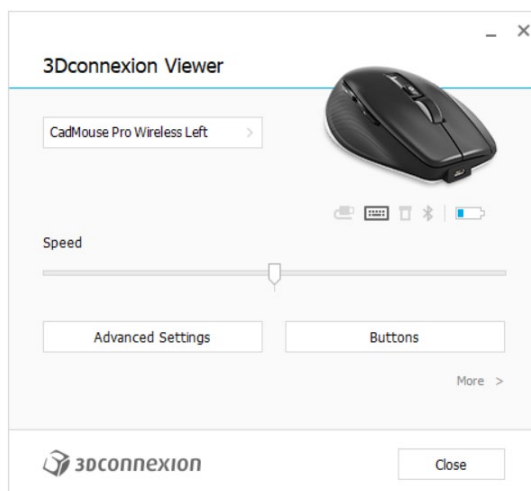 3Dconnexion Viewer
CadMouse Pro Wireless Left >
Speed
Advanced Settings
Buttons
More >
3Dconnexion
Close